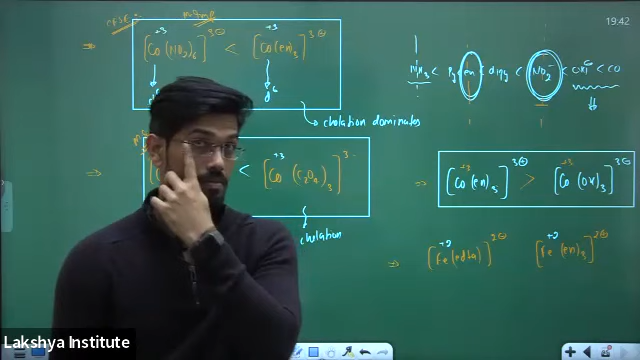 19:42
⇒ [Co(NO2)6]3⊖ < [Co(en)3]3⊖
+3 +3
d6
chelation dominates
NH3 < Py en < dipy < NO2⁻ < CN⊖ < CO
⇒ < [Co(C2O4)3]3-
+3
chelation
⇒ [Co(en)3]3⊖ > [Co(ox)3]3⊖
+3 +3
⇒ [Fe(edta)]2⊖ [Fe(en)3]2⊖
+2 +2
Lakshya Institute